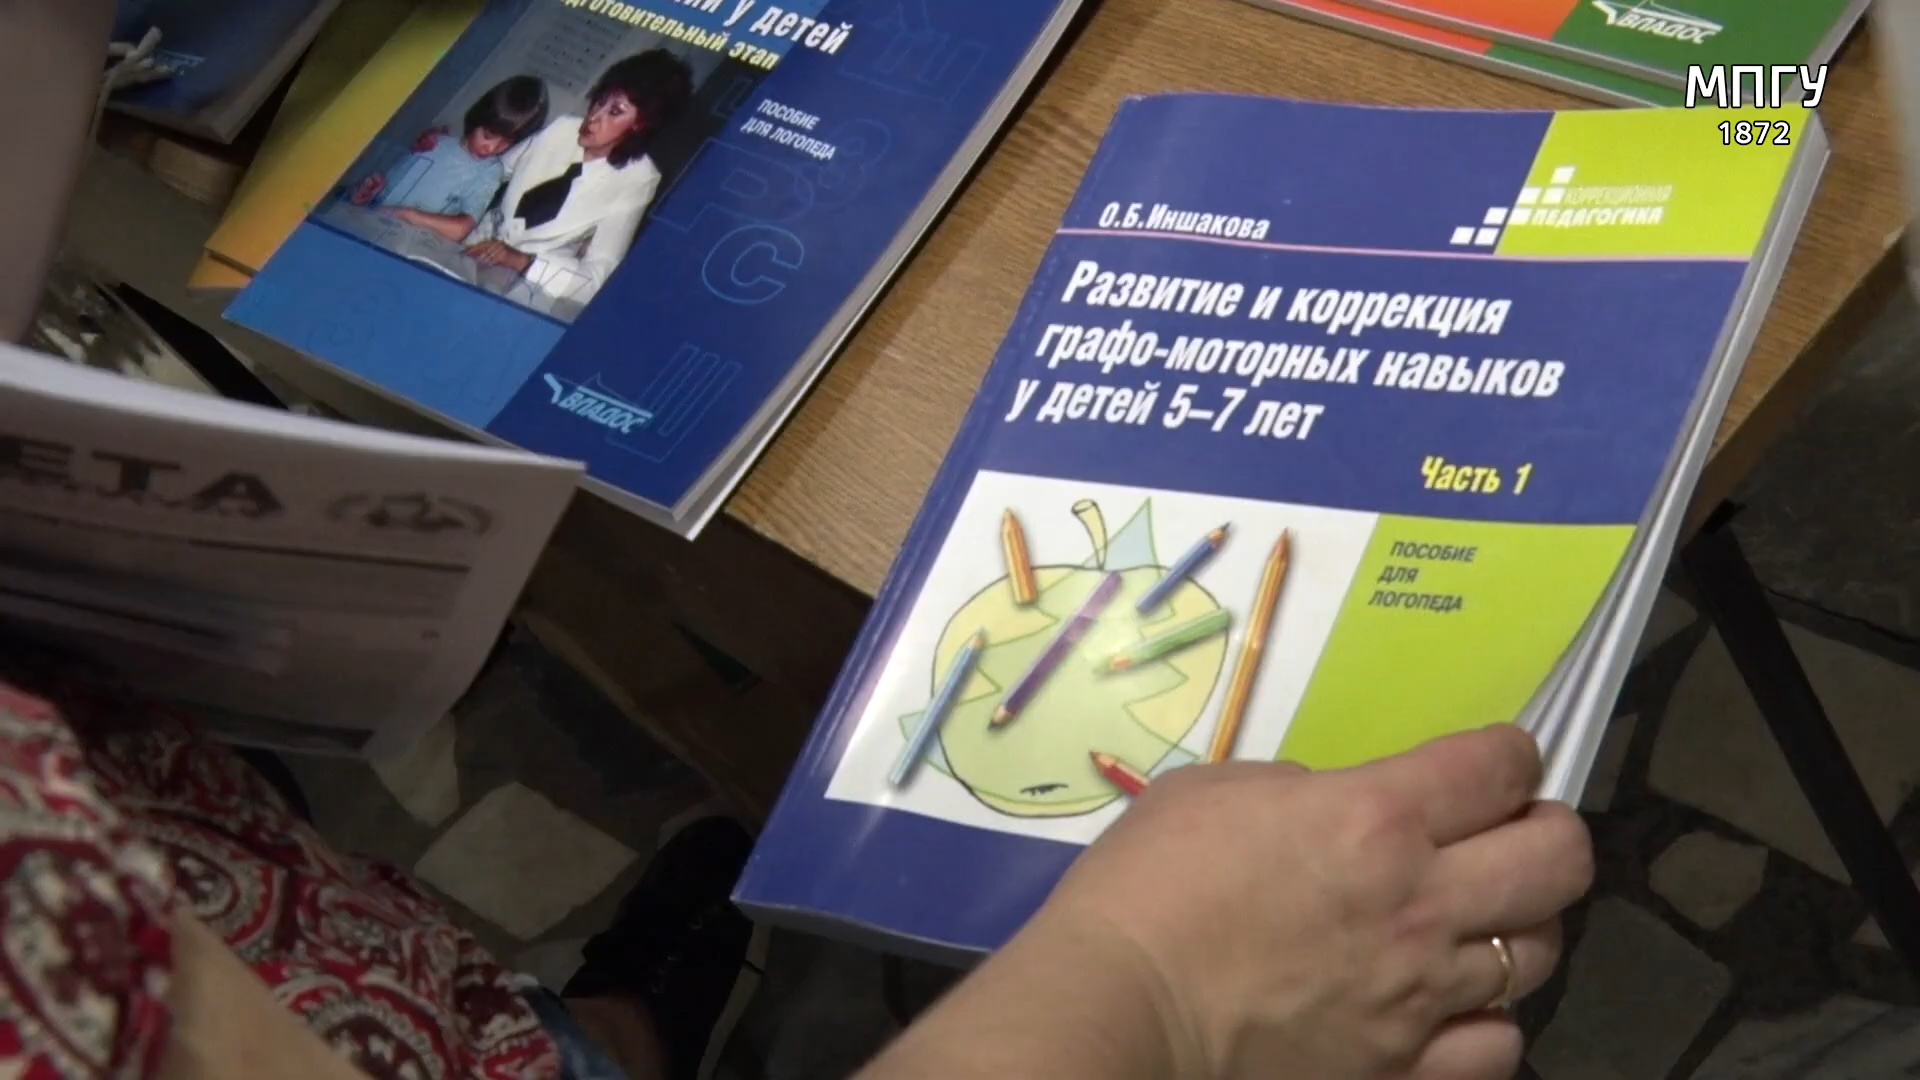 у детей
подготовительный этап
ПОСОБИЕ
ДЛЯ ЛОГОПЕДА
ВЛАДОС
ВЛАДОС
МПГУ
1872
О.Б.Иншакова
КОРРЕКЦИОННАЯ
ПЕДАГОГИКА
Развитие и коррекция
графо-моторных навыков
у детей 5–7 лет
Часть 1
ПОСОБИЕ
ДЛЯ
ЛОГОПЕДА
ЕТА